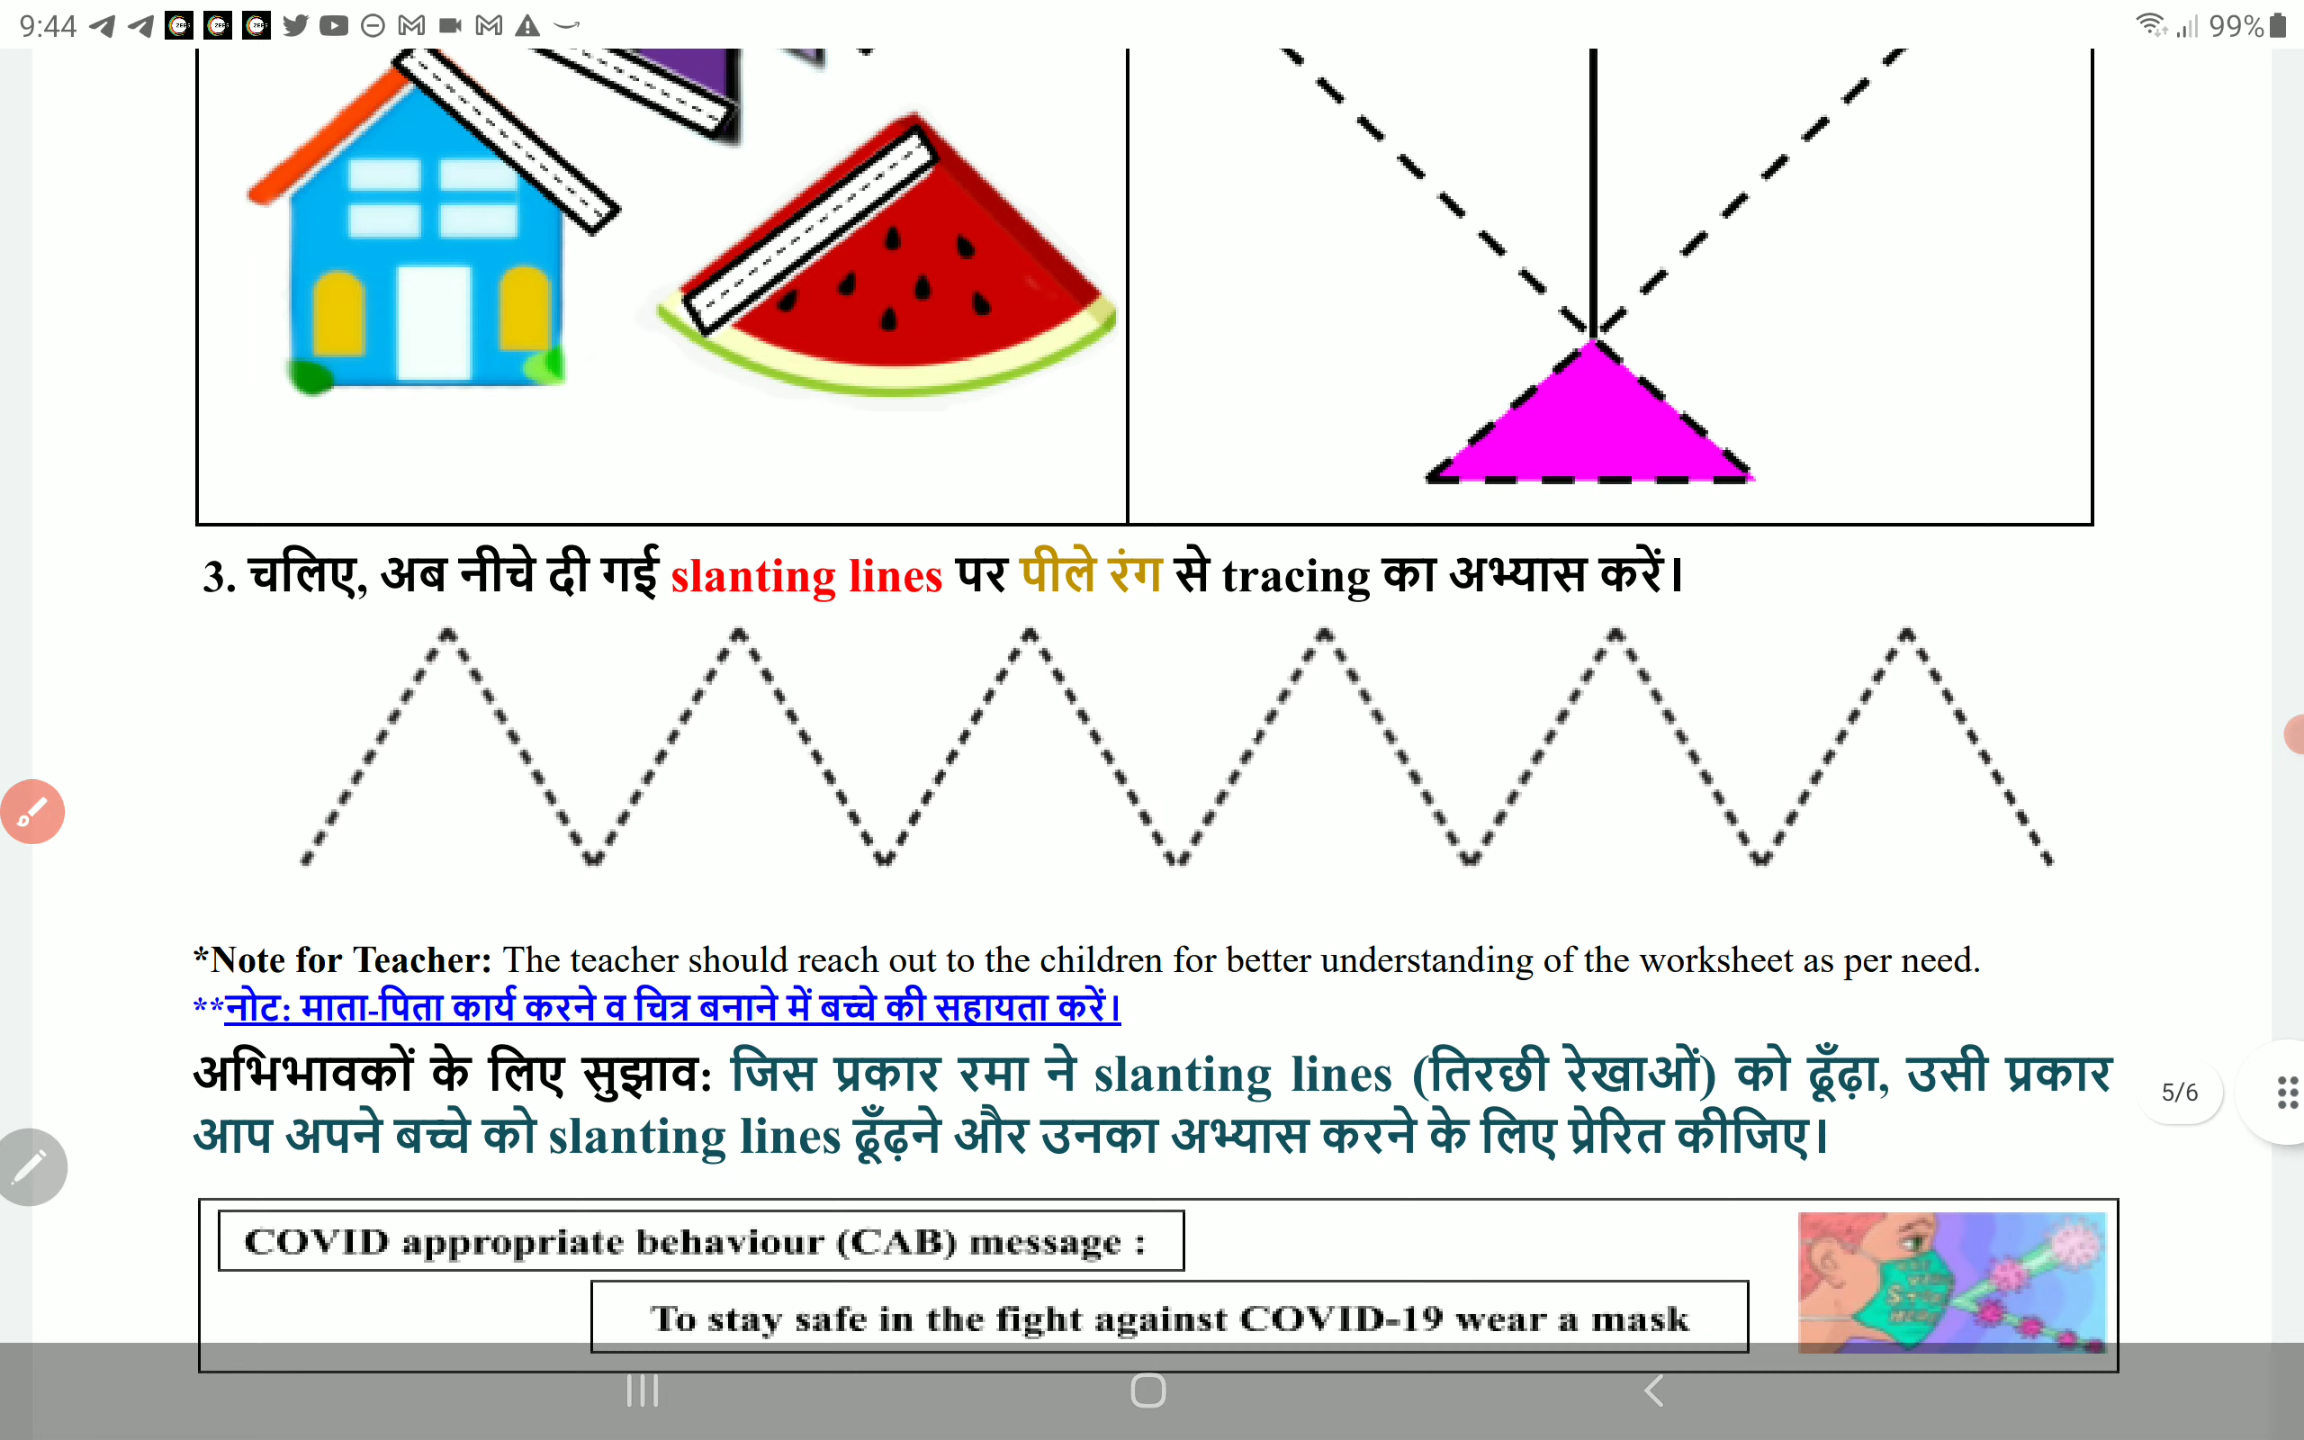 9:44
99%
3. चलिए, अब नीचे दी गई slanting lines पर पीले रंग से tracing का अभ्यास करें।
*Note for Teacher: The teacher should reach out to the children for better understanding of the worksheet as per need.
**नोट: माता-पिता कार्य करने व चित्र बनाने में बच्चे की सहायता करें।
अभिभावकों के लिए सुझाव: जिस प्रकार रमा ने slanting lines (तिरछी रेखाओं) को ढूँढ़ा, उसी प्रकार
आप अपने बच्चे को slanting lines ढूँढ़ने और उनका अभ्यास करने के लिए प्रेरित कीजिए।
5/6
COVID appropriate behaviour (CAB) message :
To stay safe in the fight against COVID-19 wear a mask